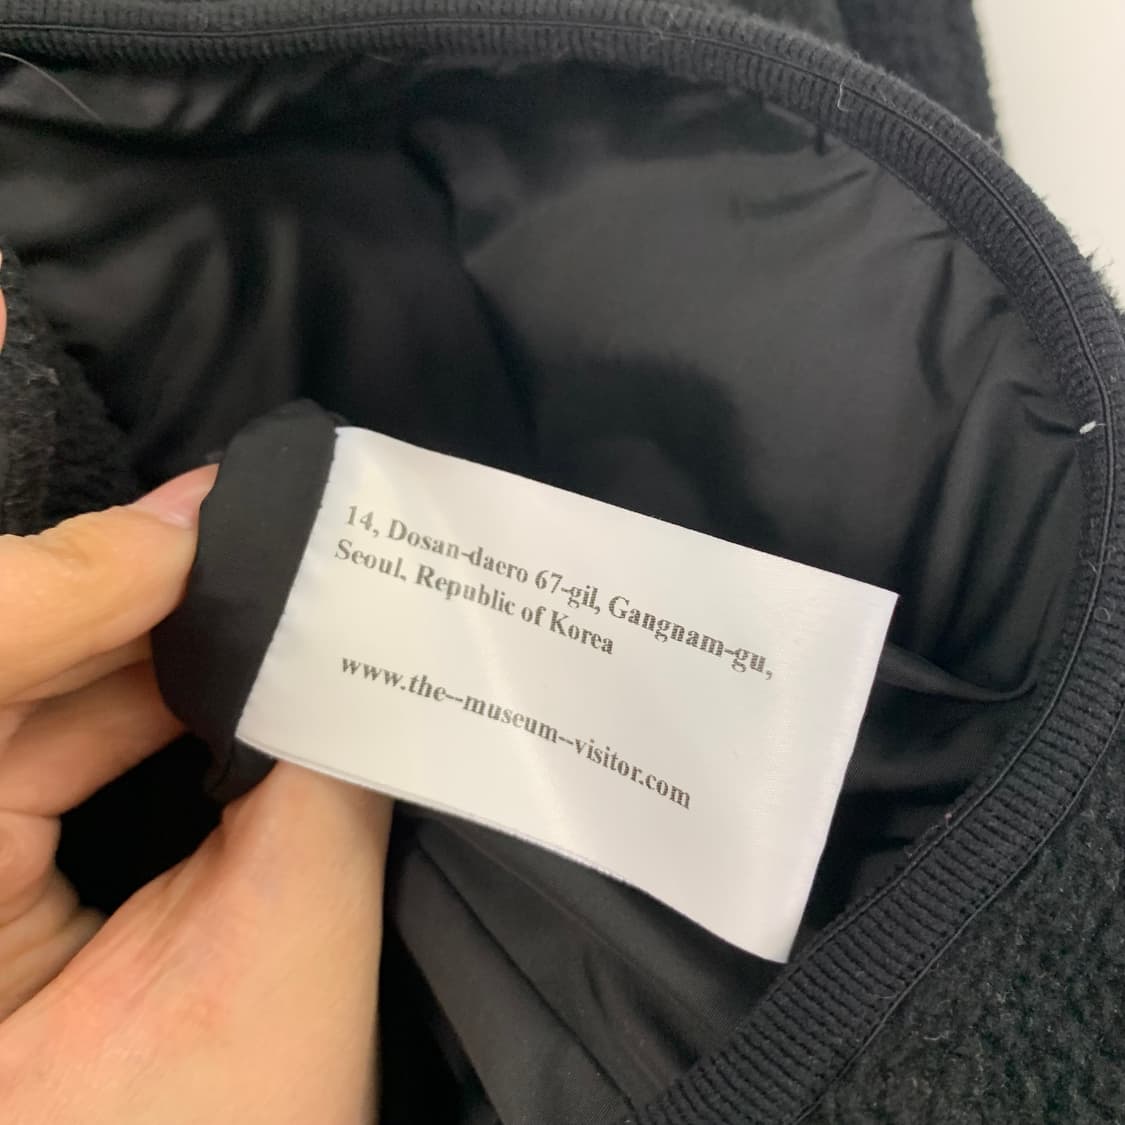 14, Dosan-daero 67-gil, Gangnam-gu,
Seoul, Republic of Korea
www.the--museum--visitor.com